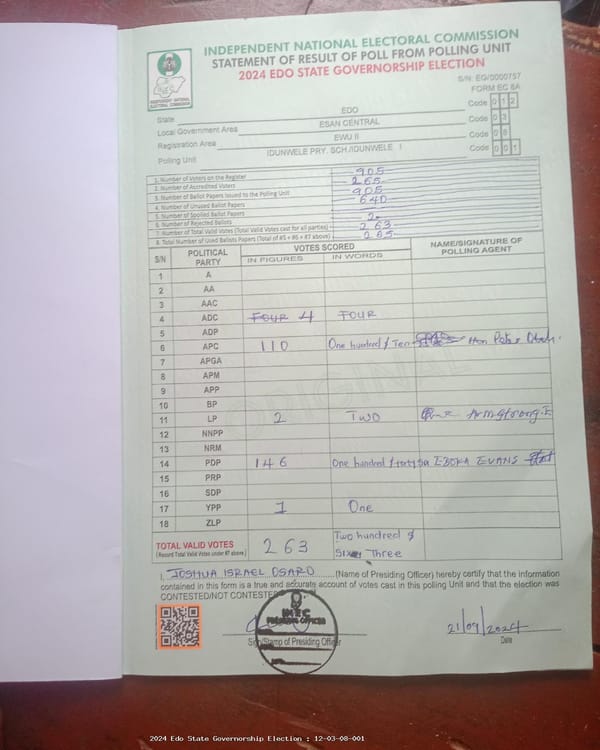 INDEPENDENT NATIONAL ELECTORAL COMMISSION
STATEMENT OF RESULT OF POLL FROM POLLING UNIT
2024 EDO STATE GOVERNORSHIP ELECTION
INEC
INDEPENDENT NATIONAL ELECTORAL COMMISSION
S/N: EG/0000757
FORM EC 8A
State EDO Code 0 1 2
Local Government Area ESAN CENTRAL Code 0 3
Registration Area EWU II Code 0 8
Polling Unit IDUNWELE PRY. SCH./IDUNWELE I Code 0 0 1
1. Number of Voters on the Register 905
2. Number of Accredited Voters 265
3. Number of Ballot Papers Issued to the Polling Unit 905
4. Number of Unused Ballot Papers 640
5. Number of Spoiled Ballot Papers
6. Number of Rejected Ballots 2
7. Number of Total Valid Votes (Total Valid Votes cast for all parties) 263
8. Total Number of Used Ballots Papers (Total of #5 + #6 + #7 above) 265
S/N POLITICAL PARTY VOTES SCORED NAME/SIGNATURE OF POLLING AGENT
IN FIGURES IN WORDS
1 A
2 AA
3 AAC
4 ADC FOUR 4 FOUR
5 ADP
6 APC 110 One hundred & Ten Hon
7 APGA
8 APM
9 APP
10 BP
11 LP 2 TWO Armstrong
12 NNPP
13 NRM
14 PDP 146 One hundred & forty six EBOKA EVANS
15 PRP
16 SDP
17 YPP 1 One
18 ZLP
ORIGINAL
TOTAL VALID VOTES 263 Two hundred &
(Record Total Valid Votes under #7 above) Sixty Three
I, JOSHUA ISRAEL OSARO (Name of Presiding Officer) hereby certify that the information
contained in this form is a true and accurate account of votes cast in this polling Unit and that the election was
CONTESTED/NOT CONTESTED
INEC
PRESIDING OFFICER
Sign/Stamp of Presiding Officer
21/09/2024
Date
2024 Edo State Governorship Election : 12-03-08-001